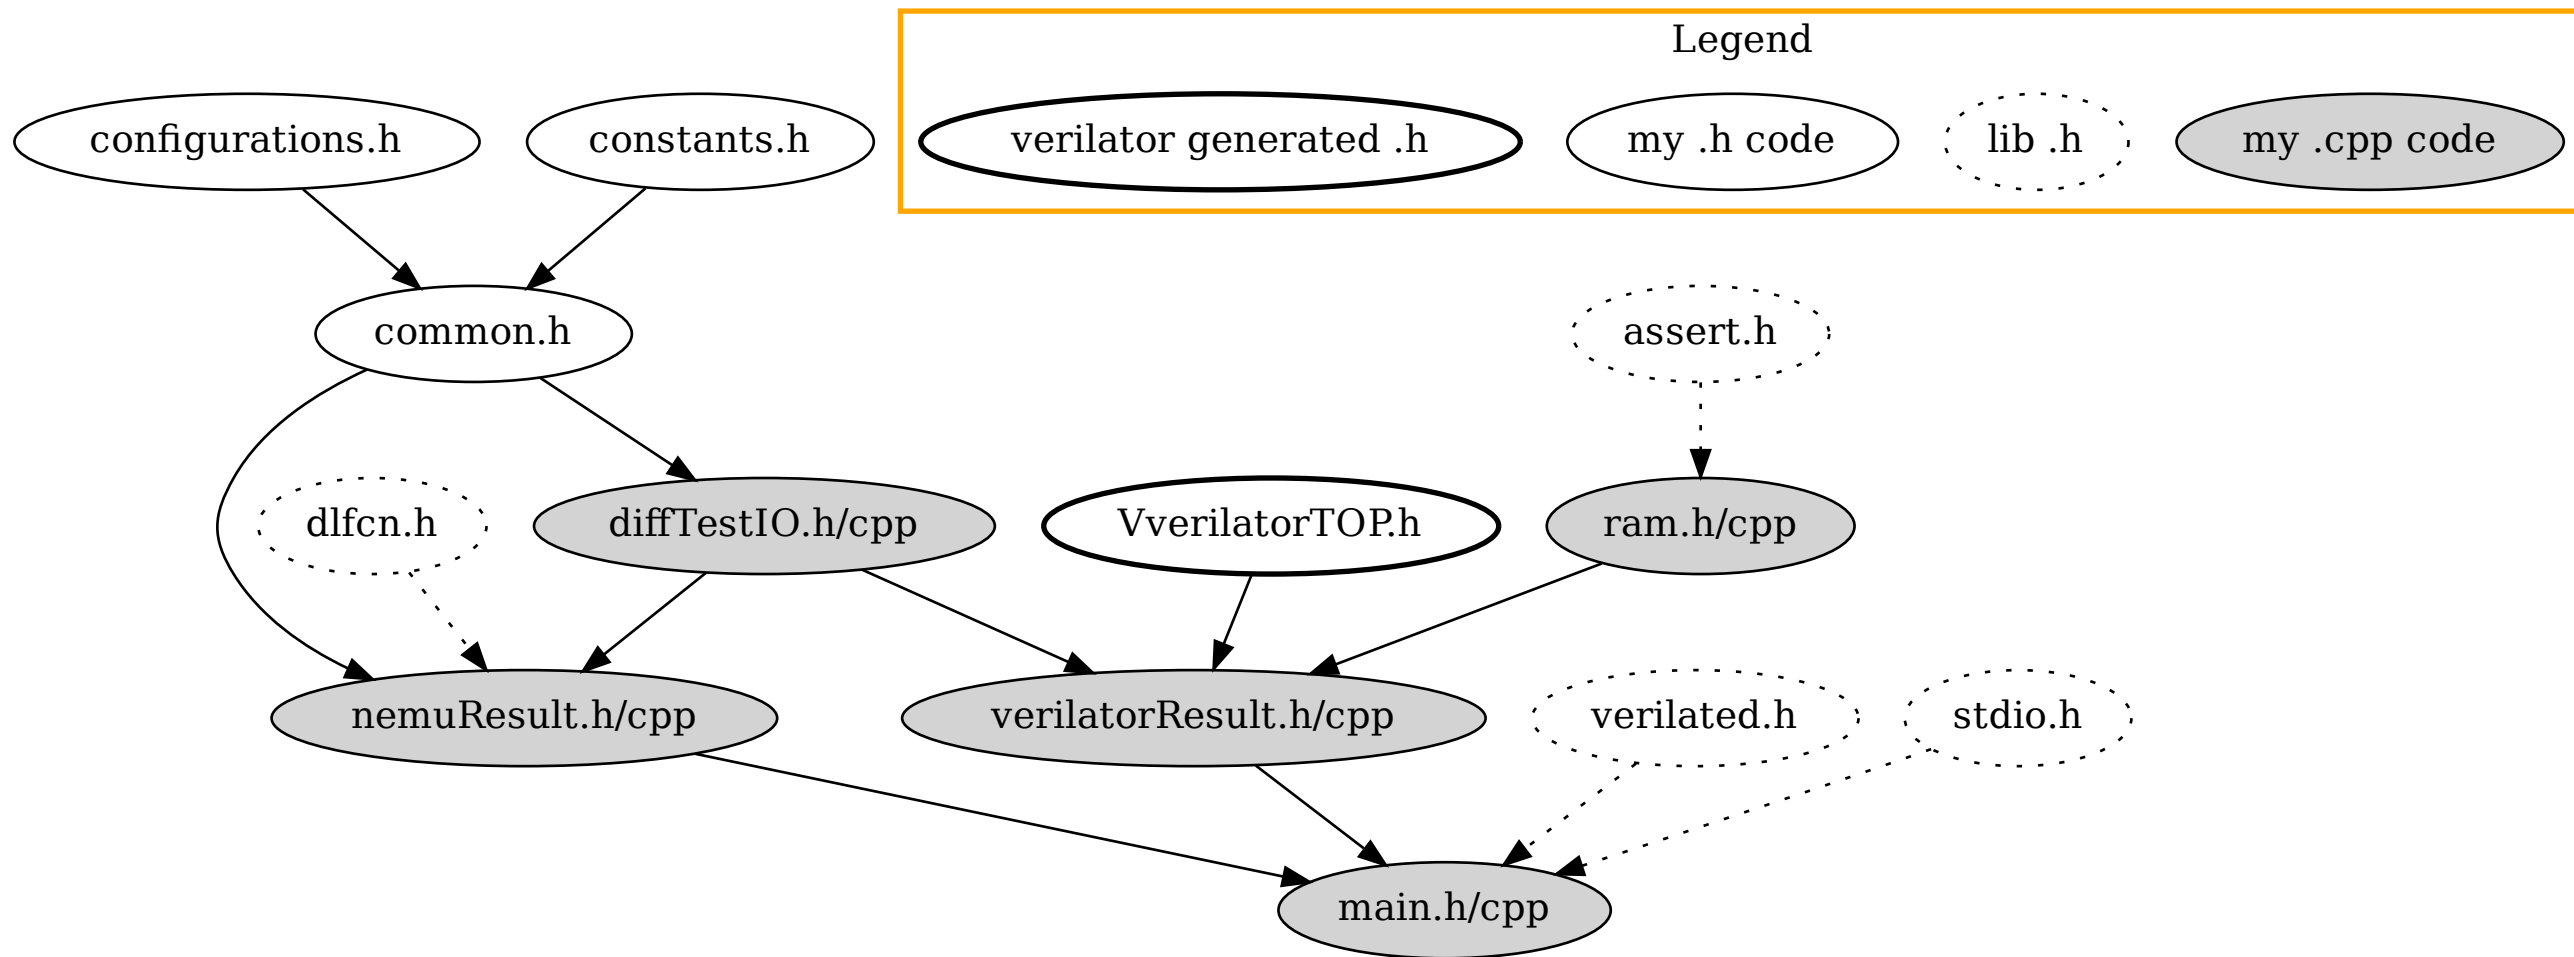 Legend
configurations.h
constants.h
verilator generated .h
my .h code
lib .h
my .cpp code
common.h
assert.h
dlfcn.h
diffTestIO.h/cpp
VverilatorTOP.h
ram.h/cpp
nemuResult.h/cpp
verilatorResult.h/cpp
verilated.h
stdio.h
main.h/cpp